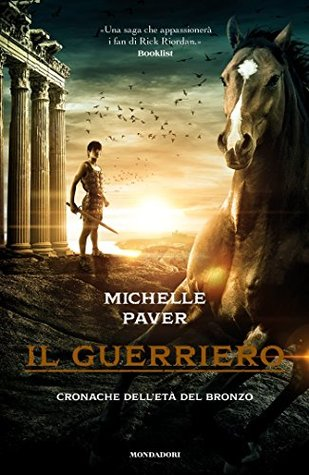 «Una saga che appassionerà
i fan di Rick Riordan.»
Booklist
MICHELLE
PAVER
IL GUERRIERO
CRONACHE DELL'ETÀ DEL BRONZO
MONDADORI